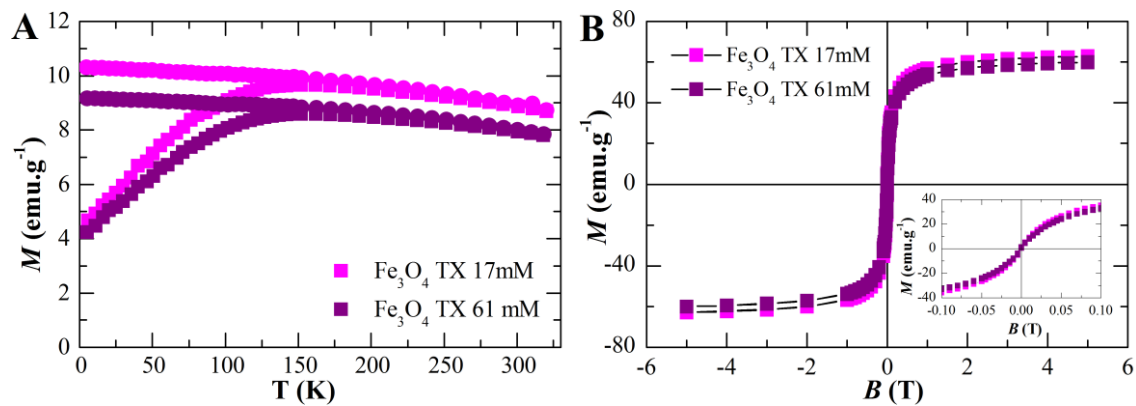 A
12
10
8
6
4
2
0
M (emu.g⁻¹)
Fe₃O₄ TX 17mM
Fe₃O₄ TX 61 mM
0 50 100 150 200 250 300
T (K)
B
80
40
0
-40
-80
M (emu.g⁻¹)
Fe₃O₄ TX 17mM
Fe₃O₄ TX 61mM
40
20
0
-20
-40
M (emu.g⁻¹)
-0.10 -0.05 0.00 0.05 0.10
B (T)
-6 -4 -2 0 2 4 6
B (T)